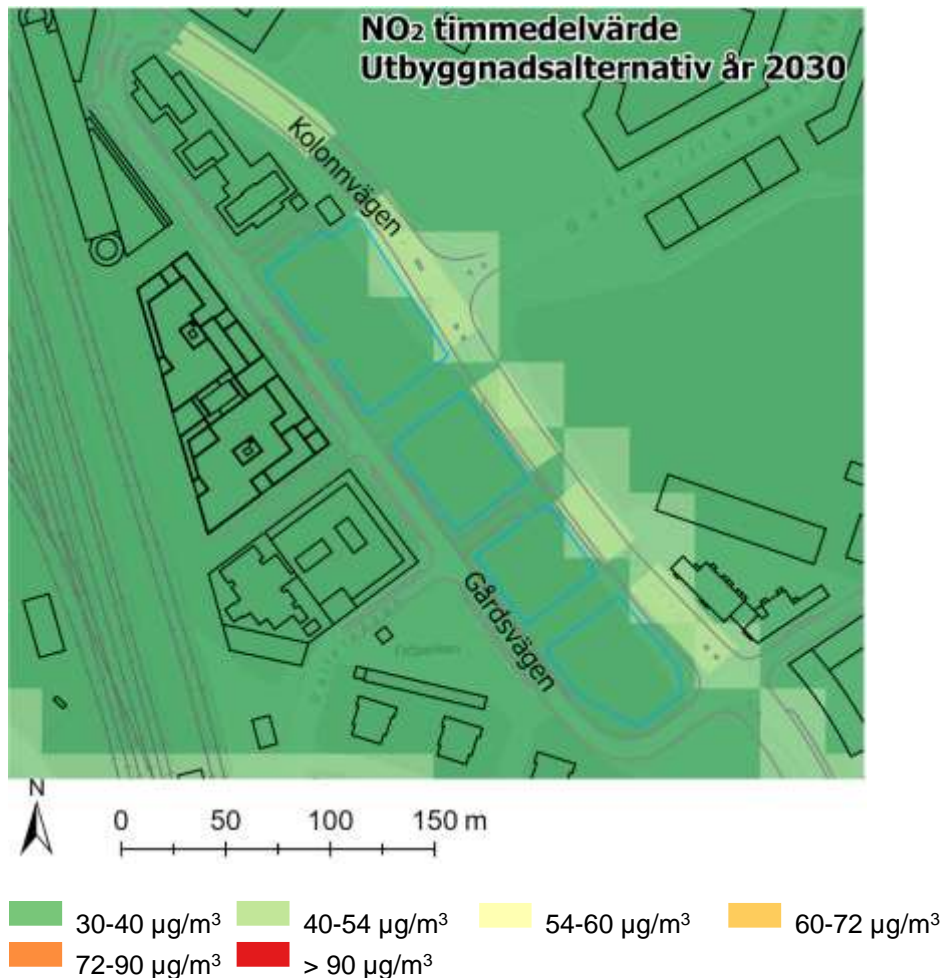 NO₂ timmedelvärde
Utbyggnadsalternativ år 2030
Kolonnvägen
Gårdsvägen
N
0 50 100 150 m
30-40 µg/m³ 40-54 µg/m³ 54-60 µg/m³ 60-72 µg/m³
72-90 µg/m³ > 90 µg/m³